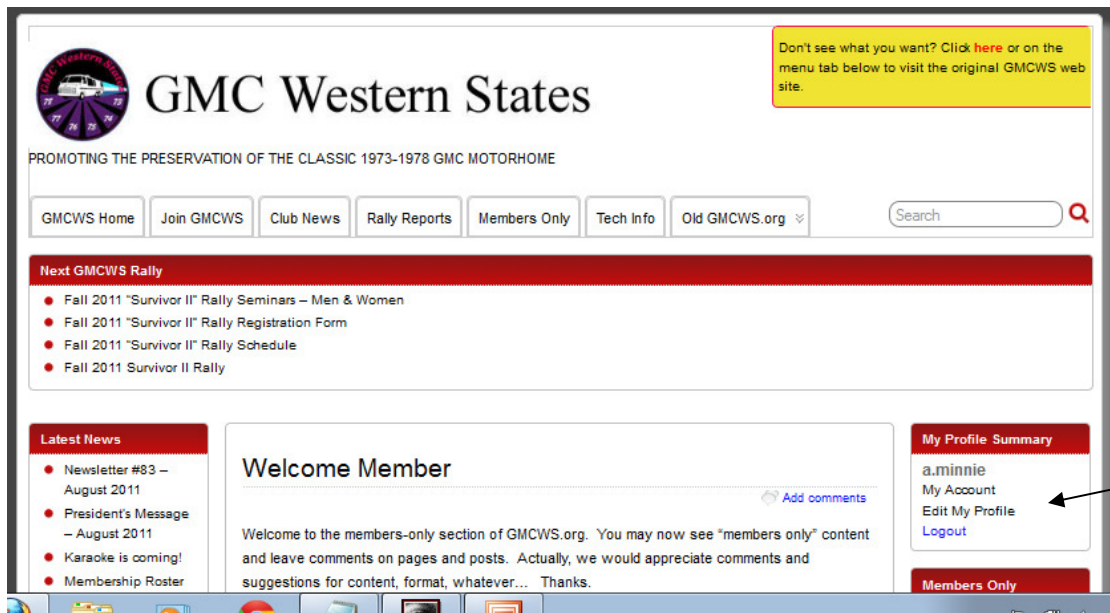 Don't see what you want? Click here or on the
menu tab below to visit the original GMCWS web
site.
GMC Western States
PROMOTING THE PRESERVATION OF THE CLASSIC 1973-1978 GMC MOTORHOME
GMCWS Home
Join GMCWS
Club News
Rally Reports
Members Only
Tech Info
Old GMCWS.org
Search
Next GMCWS Rally
Fall 2011 "Survivor II" Rally Seminars – Men & Women
Fall 2011 "Survivor II" Rally Registration Form
Fall 2011 "Survivor II" Rally Schedule
Fall 2011 Survivor II Rally
Latest News
Newsletter #83 –
August 2011
President's Message
– August 2011
Karaoke is coming!
Membership Roster
Welcome Member
Add comments
Welcome to the members-only section of GMCWS.org. You may now see "members only" content
and leave comments on pages and posts. Actually, we would appreciate comments and
suggestions for content, format, whatever... Thanks.
My Profile Summary
a.minnie
My Account
Edit My Profile
Logout
Members Only